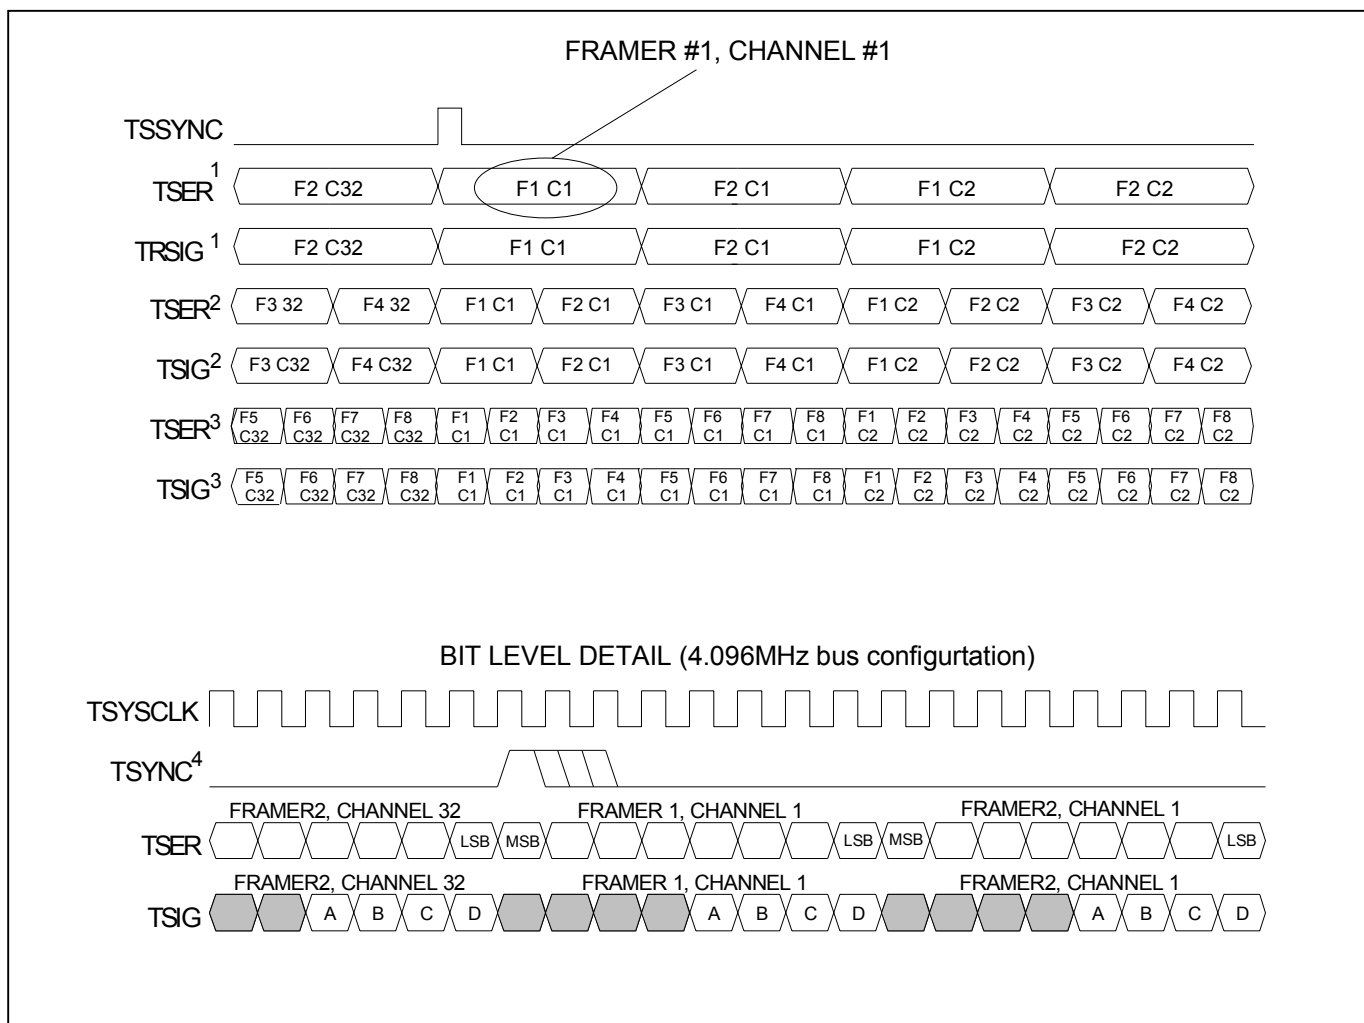 FRAMER #1, CHANNEL #1
TSSYNC
TSER¹ F2 C32 F1 C1 F2 C1 F1 C2 F2 C2
TRSIG¹ F2 C32 F1 C1 F2 C1 F1 C2 F2 C2
TSER² F3 32 F4 32 F1 C1 F2 C1 F3 C1 F4 C1 F1 C2 F2 C2 F3 C2 F4 C2
TSIG² F3 C32 F4 C32 F1 C1 F2 C1 F3 C1 F4 C1 F1 C2 F2 C2 F3 C2 F4 C2
F5 F6 F7 F8 F1 F2 F3 F4 F5 F6 F7 F8 F1 F2 F3 F4 F5 F6 F7 F8
TSER³ C32 C32 C32 C32 C1 C1 C1 C1 C1 C1 C1 C1 C2 C2 C2 C2 C2 C2 C2 C2
F5 F6 F7 F8 F1 F2 F3 F4 F5 F6 F7 F8 F1 F2 F3 F4 F5 F6 F7 F8
TSIG³ C32 C32 C32 C32 C1 C1 C1 C1 C1 C1 C1 C1 C2 C2 C2 C2 C2 C2 C2 C2
BIT LEVEL DETAIL (4.096MHz bus configurtation)
TSYSCLK
TSYNC⁴
FRAMER2, CHANNEL 32 FRAMER 1, CHANNEL 1 FRAMER2, CHANNEL 1
TSER LSB MSB LSB MSB LSB
FRAMER2, CHANNEL 32 FRAMER 1, CHANNEL 1 FRAMER2, CHANNEL 1
TSIG A B C D A B C D A B C D